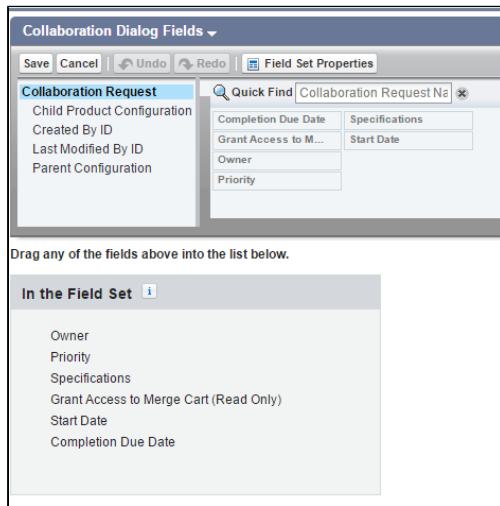 Collaboration Dialog Fields
Save Cancel Undo Redo Field Set Properties
Collaboration Request
Child Product Configuration
Created By ID
Last Modified By ID
Parent Configuration
Quick Find Collaboration Request Na
Completion Due Date Specifications
Grant Access to M... Start Date
Owner
Priority
Drag any of the fields above into the list below.
In the Field Set i
Owner
Priority
Specifications
Grant Access to Merge Cart (Read Only)
Start Date
Completion Due Date